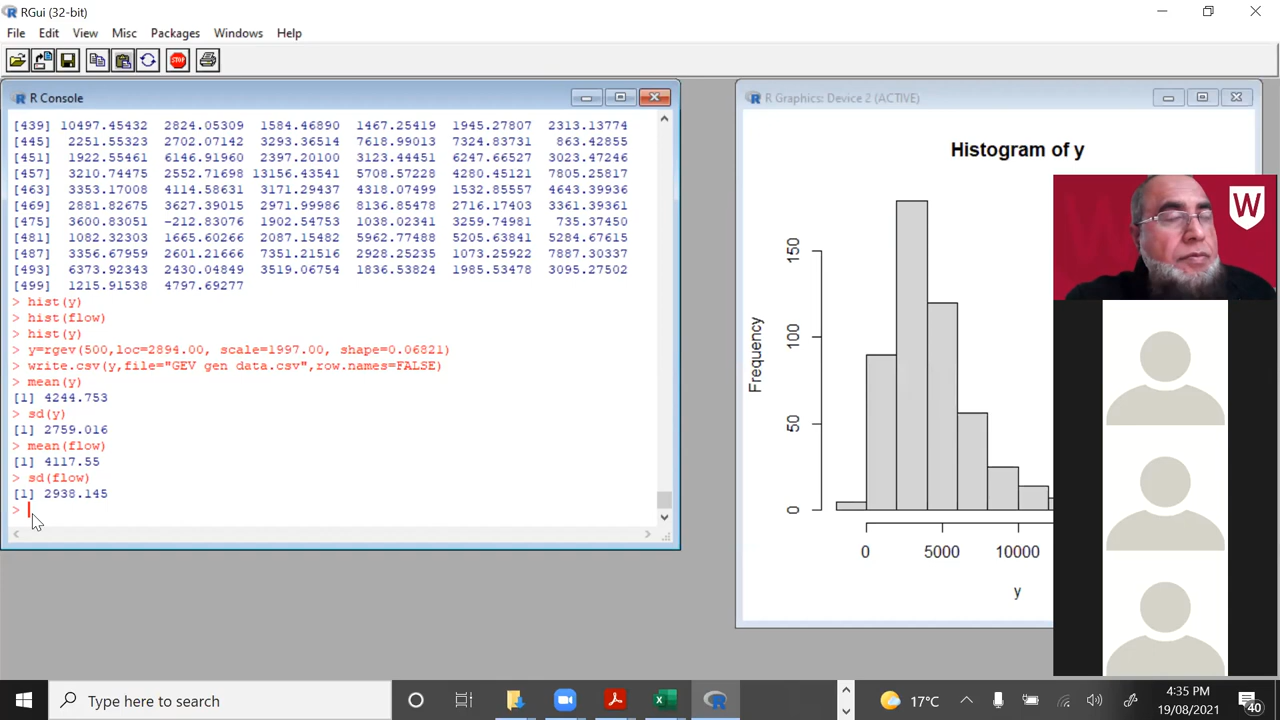 RGui (32-bit)
File Edit View Misc Packages Windows Help
STOP
R Console
[439] 10497.45432 2824.05309 1584.46890 1467.25419 1945.27807 2313.13774
[445] 2251.55323 2702.07142 3293.36514 7618.99013 7324.83731 863.42855
[451] 1922.55461 6146.91960 2397.20100 3123.44451 6247.66527 3023.47246
[457] 3210.74475 2552.71698 13156.43541 5708.57228 4280.45121 7805.25817
[463] 3353.17008 4114.58631 3171.29437 4318.07499 1532.85557 4643.39936
[469] 2881.82675 3627.39015 2971.99986 8136.85478 2716.17403 3361.39361
[475] 3600.83051 -212.83076 1902.54753 1038.02341 3259.74981 735.37450
[481] 1082.32303 1665.60266 2087.15482 5962.77488 5205.63841 5284.67615
[487] 3356.67959 2601.21666 7351.21516 2928.25235 1073.25922 7887.30337
[493] 6373.92343 2430.04849 3519.06754 1836.53824 1985.53478 3095.27502
[499] 1215.91538 4797.69277
> hist(y)
> hist(flow)
> hist(y)
> y=rgev(500,loc=2894.00, scale=1997.00, shape=0.06821)
> write.csv(y,file="GEV gen data.csv",row.names=FALSE)
> mean(y)
[1] 4244.753
> sd(y)
[1] 2759.016
> mean(flow)
[1] 4117.55
> sd(flow)
[1] 2938.145
>
R Graphics: Device 2 (ACTIVE)
Histogram of y
Frequency
150
100
50
0
0 5000 10000
y
W
Type here to search
17°C
4:35 PM
19/08/2021
40